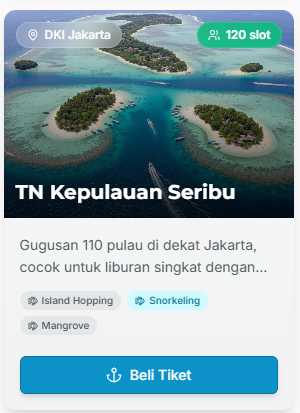 DKI Jakarta
120 slot
TN Kepulauan Seribu
Gugusan 110 pulau di dekat Jakarta,
cocok untuk liburan singkat dengan...
Island Hopping
Snorkeling
Mangrove
Beli Tiket